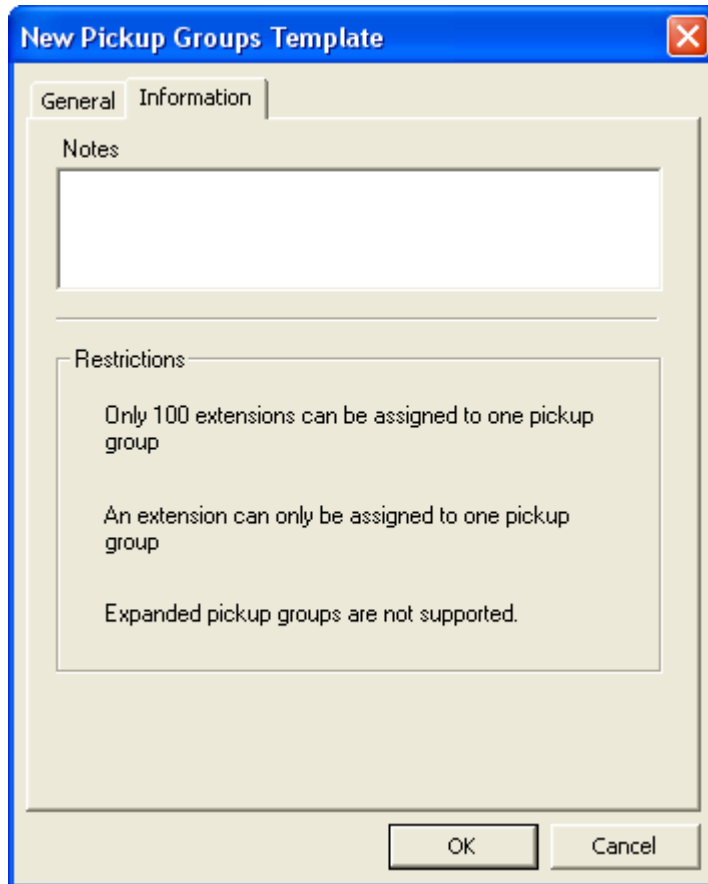 New Pickup Groups Template
General
Information
Notes
Restrictions
Only 100 extensions can be assigned to one pickup
group
An extension can only be assigned to one pickup
group
Expanded pickup groups are not supported.
OK
Cancel